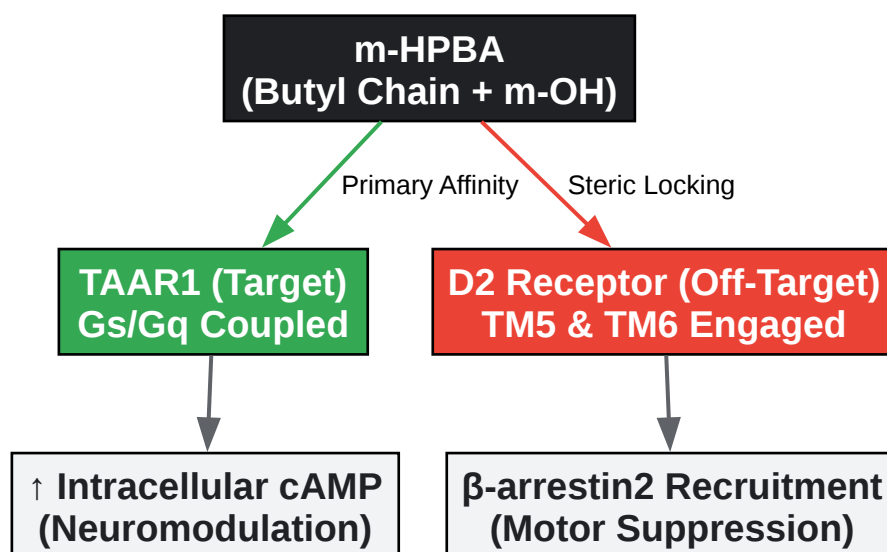 m-HPBA
(Butyl Chain + m-OH)
Primary Affinity
Steric Locking
TAAR1 (Target)
Gs/Gq Coupled
D2 Receptor (Off-Target)
TM5 & TM6 Engaged
↑ Intracellular cAMP
(Neuromodulation)
β-arrestin2 Recruitment
(Motor Suppression)